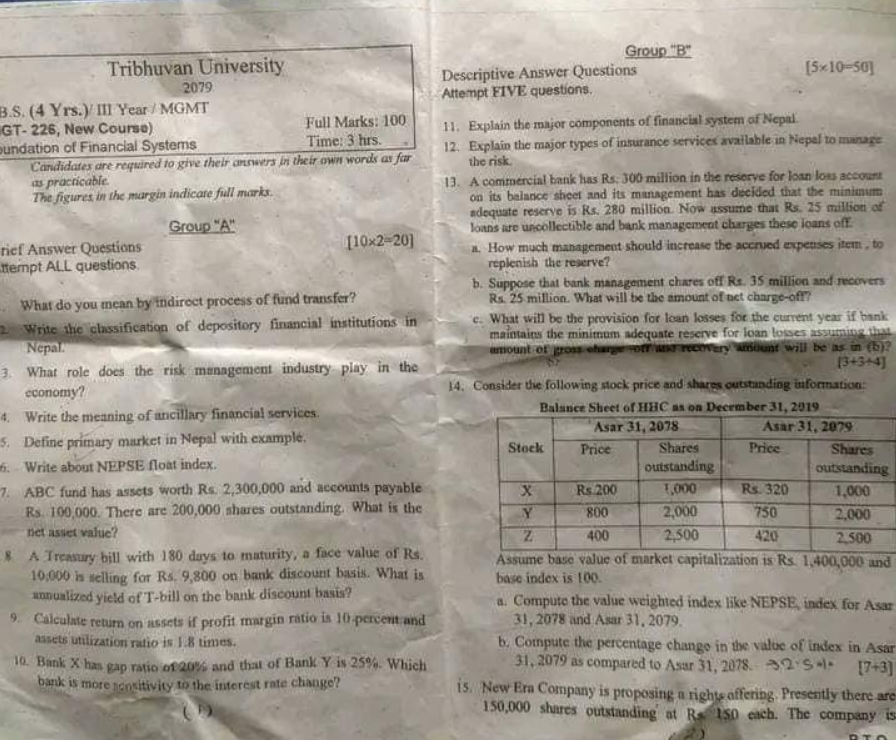 Tribhuvan University
2079
B.S. (4 Yrs.)/ III Year / MGMT
GT- 226, New Course)
Full Marks: 100
oundation of Financial Systems
Time: 3 hrs.
Candidates are required to give their answers in their own words as far
as practicable.
The figures in the margin indicate full marks.
Group "A"
rief Answer Questions
[10×2=20]
ttempt ALL questions.
What do you mean by indirect process of fund transfer?
2. Write the classification of depository financial institutions in
Nepal.
3. What role does the risk management industry play in the
economy?
4. Write the meaning of ancillary financial services.
5. Define primary market in Nepal with example.
6. Write about NEPSE float index.
7. ABC fund has assets worth Rs. 2,300,000 and accounts payable
Rs. 100,000. There are 200,000 shares outstanding. What is the
net asset value?
8. A Treasury bill with 180 days to maturity, a face value of Rs.
10,000 is selling for Rs. 9,800 on bank discount basis. What is
annualized yield of T-bill on the bank discount basis?
9. Calculate return on assets if profit margin ratio is 10 percent and
assets utilization ratio is 1.8 times.
10. Bank X has gap ratio of 20% and that of Bank Y is 25%. Which
bank is more sensitivity to the interest rate change?
(1)
Group "B"
Descriptive Answer Questions
[5×10=50]
Attempt FIVE questions.
11. Explain the major components of financial system of Nepal.
12. Explain the major types of insurance services available in Nepal to manage
the risk.
13. A commercial bank has Rs. 300 million in the reserve for loan loss account
on its balance sheet and its management has decided that the minimum
adequate reserve is Rs. 280 million. Now assume that Rs. 25 million of
loans are uncollectible and bank management charges these loans off.
a. How much management should increase the accrued expenses item, to
replenish the reserve?
b. Suppose that bank management chares off Rs. 35 million and recovers
Rs. 25 million. What will be the amount of net charge-off?
c. What will be the provision for loan losses for the current year if bank
maintains the minimum adequate reserve for loan losses assuming that
amount of gross charge-off and recovery amount will be as in (b)?
[3+3+4]
14. Consider the following stock price and shares outstanding information:
Balance Sheet of HHC as on December 31, 2019
Stock Asar 31, 2078 Asar 31, 2079
Price Shares outstanding Price Shares outstanding
X Rs.200 1,000 Rs. 320 1,000
Y 800 2,000 750 2,000
Z 400 2,500 420 2,500
Assume base value of market capitalization is Rs. 1,400,000 and
base index is 100.
a. Compute the value weighted index like NEPSE, index for Asar
31, 2078 and Asar 31, 2079.
b. Compute the percentage change in the value of index in Asar
31, 2079 as compared to Asar 31, 2078.
[7+3]
15. New Era Company is proposing a rights offering. Presently there are
150,000 shares outstanding at Rs. 150 each. The company is
(2)
P.T.O.